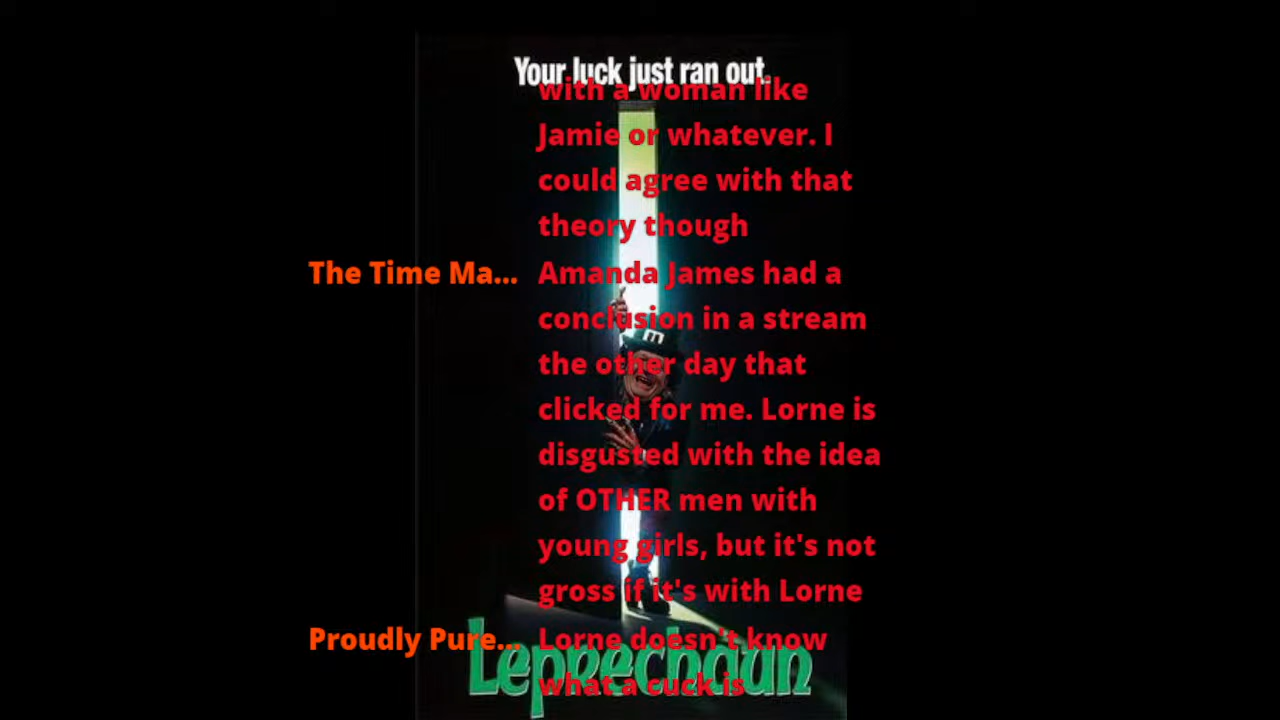 Your luck just ran out.
with a woman like
Jamie or whatever. I
could agree with that
theory though
The Time Ma... Amanda James had a
conclusion in a stream
the other day that
clicked for me. Lorne is
disgusted with the idea
of OTHER men with
young girls, but it's not
gross if it's with Lorne
Proudly Pure... Lorne doesn't know
what a cuck is
Leprechaun